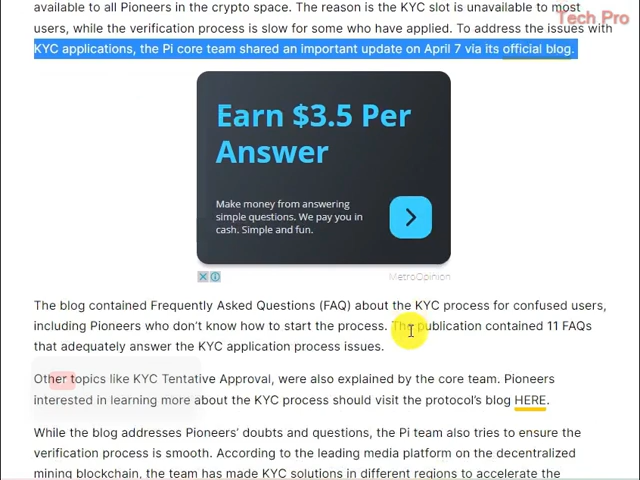 available to all Pioneers in the crypto space. The reason is the KYC slot is unavailable to most
Tech Pro
users, while the verification process is slow for some who have applied. To address the issues with
KYC applications, the Pi core team shared an important update on April 7 via its official blog.
Earn $3.5 Per
Answer
Make money from answering
simple questions. We pay you in
cash. Simple and fun.
MetroOpinion
The blog contained Frequently Asked Questions (FAQ) about the KYC process for confused users,
including Pioneers who don't know how to start the process. The publication contained 11 FAQs
that adequately answer the KYC application process issues.
Other topics like KYC Tentative Approval, were also explained by the core team. Pioneers
interested in learning more about the KYC process should visit the protocol's blog HERE.
While the blog addresses Pioneers' doubts and questions, the Pi team also tries to ensure the
verification process is smooth. According to the leading media platform on the decentralized
mining blockchain, the team has made KYC solutions in different regions to accelerate the